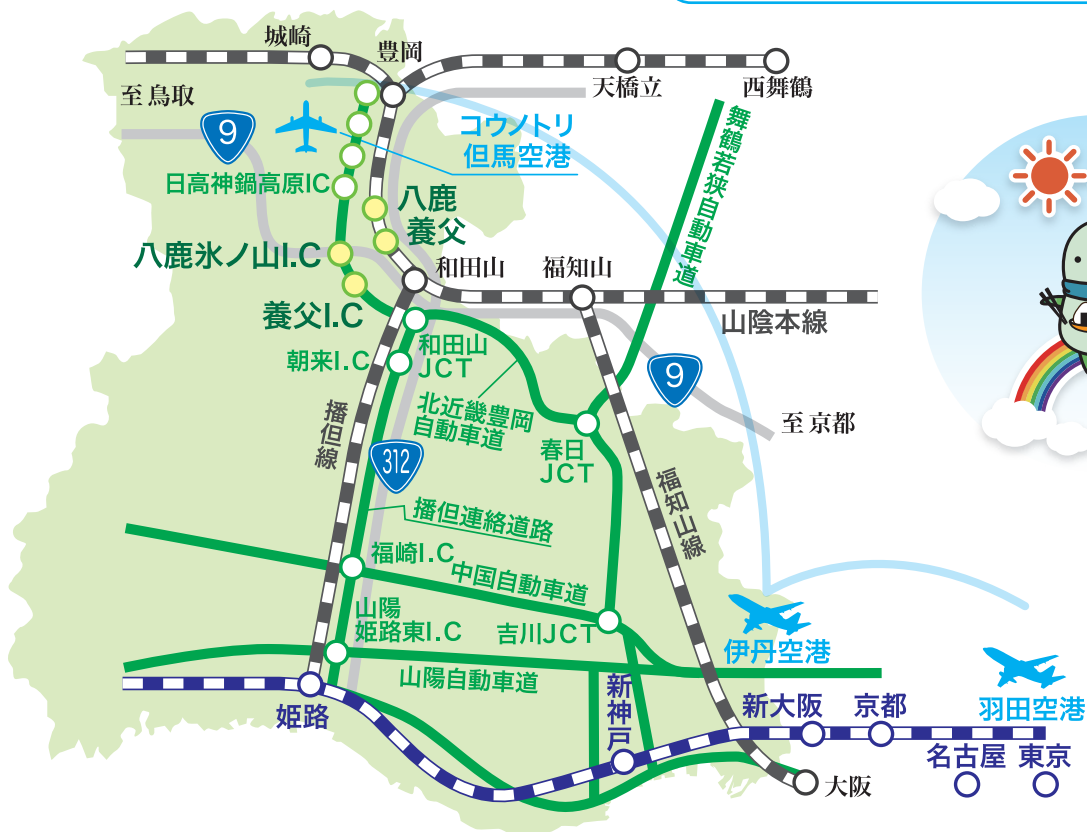 城崎
豊岡
天橋立
西舞鶴
至 鳥取
9
コウノトリ
但馬空港
舞鶴若狭自動車道
日高神鍋高原IC
八鹿
養父
八鹿氷ノ山I.C
和田山
福知山
養父I.C
山陰本線
朝来I.C
和田山
JCT
9
北近畿豊岡
自動車道
至 京都
播但線
春日
JCT
312
福知山線
播但連絡道路
福崎I.C
中国自動車道
山陽
姫路東I.C
吉川JCT
伊丹空港
山陽自動車道
新神戸
姫路
新大阪
京都
羽田空港
名古屋
東京
大阪